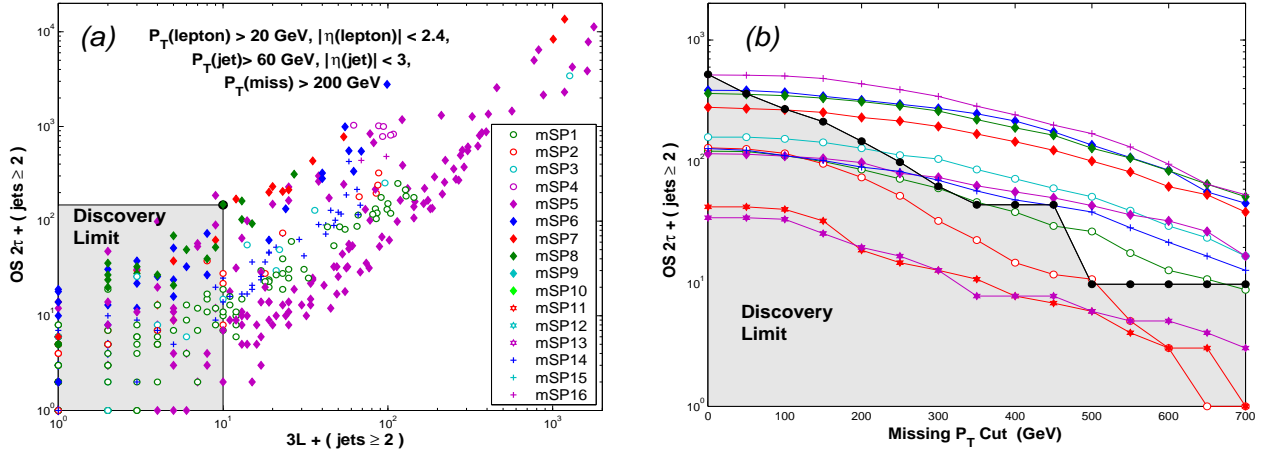 (a)
P_T(lepton) > 20 GeV, |η(lepton)| < 2.4,
P_T(jet)> 60 GeV, |η(jet)| < 3,
P_T(miss) > 200 GeV
Discovery
Limit
mSP1
mSP2
mSP3
mSP4
mSP5
mSP6
mSP7
mSP8
mSP9
mSP10
mSP11
mSP12
mSP13
mSP14
mSP15
mSP16
OS 2τ + ( jets ≥ 2 )
10^4
10^3
10^2
10^1
10^0
10^0 10^1 10^2 10^3
3L + ( jets ≥ 2 )
(b)
Discovery
Limit
OS 2τ + ( jets ≥ 2 )
10^3
10^2
10^1
10^0
0 100 200 300 400 500 600 700
Missing P_T Cut (GeV)